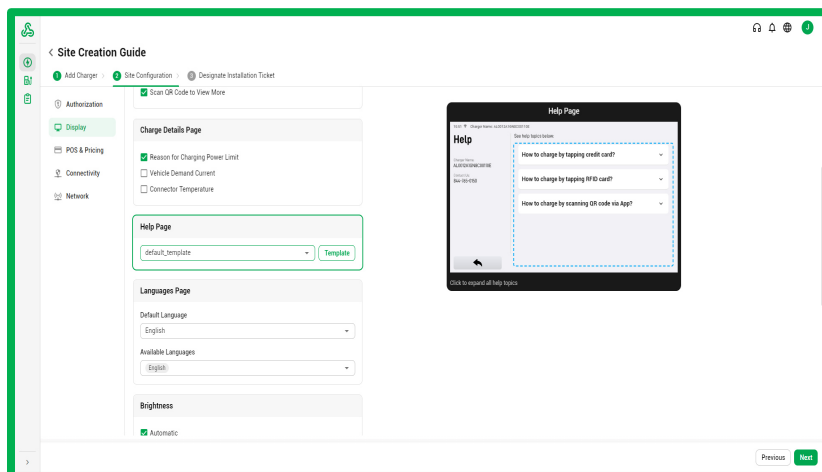 J
Site Creation Guide
1 Add Charger
2 Site Configuration
3 Designate Installation Ticket
Authorization
Display
POS & Pricing
Connectivity
Network
Scan QR Code to View More
Charge Details Page
Reason for Charging Power Limit
Vehicle Demand Current
Connector Temperature
Help Page
default_template
Template
Languages Page
Default Language
English
Available Languages
English
Brightness
Automatic
Help Page
Charger Name:
Help
See help topics below:
Charger Name
How to charge by tapping credit card?
How to charge by tapping RFID card?
How to charge by scanning QR code via App?
Click to expand all help topics
Previous
Next